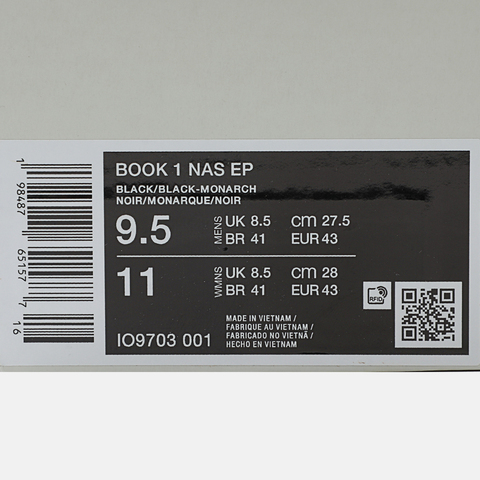 BOOK 1 NAS EP
BLACK/BLACK-MONARCH
NOIR/MONARQUE/NOIR
9.5 MENS UK 8.5 CM 27.5
BR 41 EUR 43
11 WMNS UK 8.5 CM 28
BR 41 EUR 43
MADE IN VIETNAM /
FABRIQUE AU VIETNAM /
FABRICADO NO VIETNÃ /
HECHO EN VIETNAM
IO9703 001
RFID
1 98487 65157 7 16